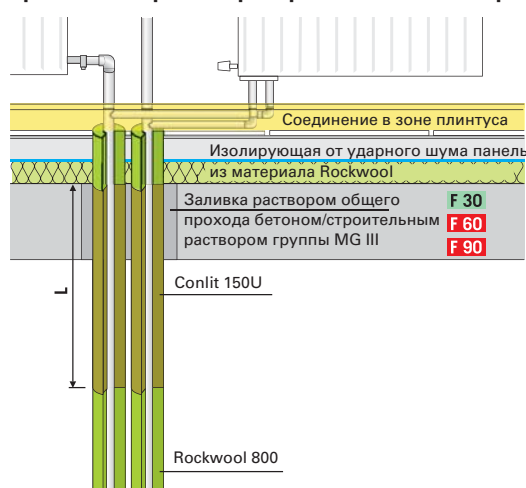 Соединение в зоне плинтуса
Изолирующая от ударного шума панель
из материала Rockwool
Заливка раствором общего
прохода бетоном/строительным
раствором группы MG III
F 30
F 60
F 90
L
Conlit 150U
Rockwool 800